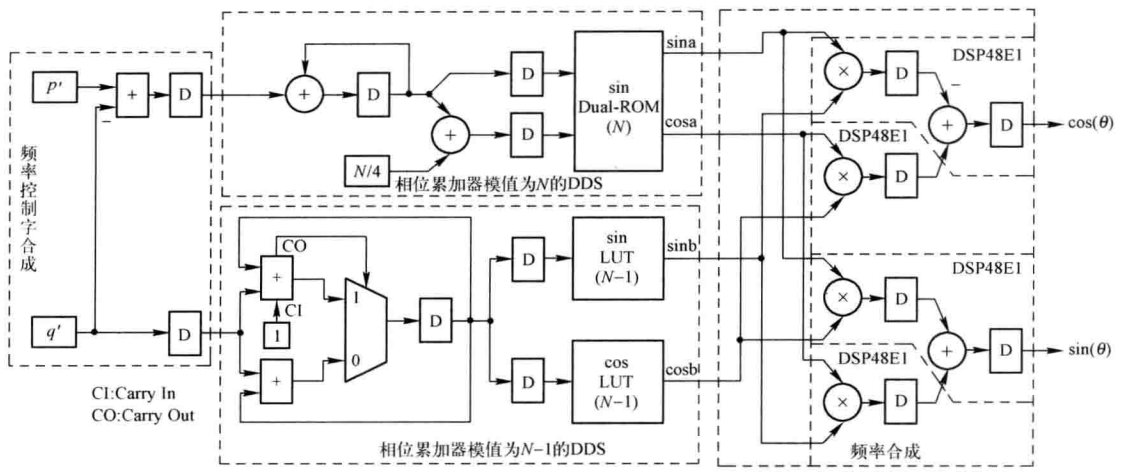 频率控制字合成
p'
+
−
D
q'
D
CI:Carry In
CO:Carry Out
+
D
+
N/4
D
D
sin
Dual-ROM
(N)
sina
cosa
相位累加器模值为N的DDS
CO
+
CI
1
+
1
0
D
D
D
sin
LUT
(N−1)
sinb
cos
LUT
(N−1)
cosb
相位累加器模值为N−1的DDS
DSP48E1
×
D
−
+
D
cos(θ)
DSP48E1
×
D
DSP48E1
×
D
+
D
sin(θ)
DSP48E1
×
D
频率合成